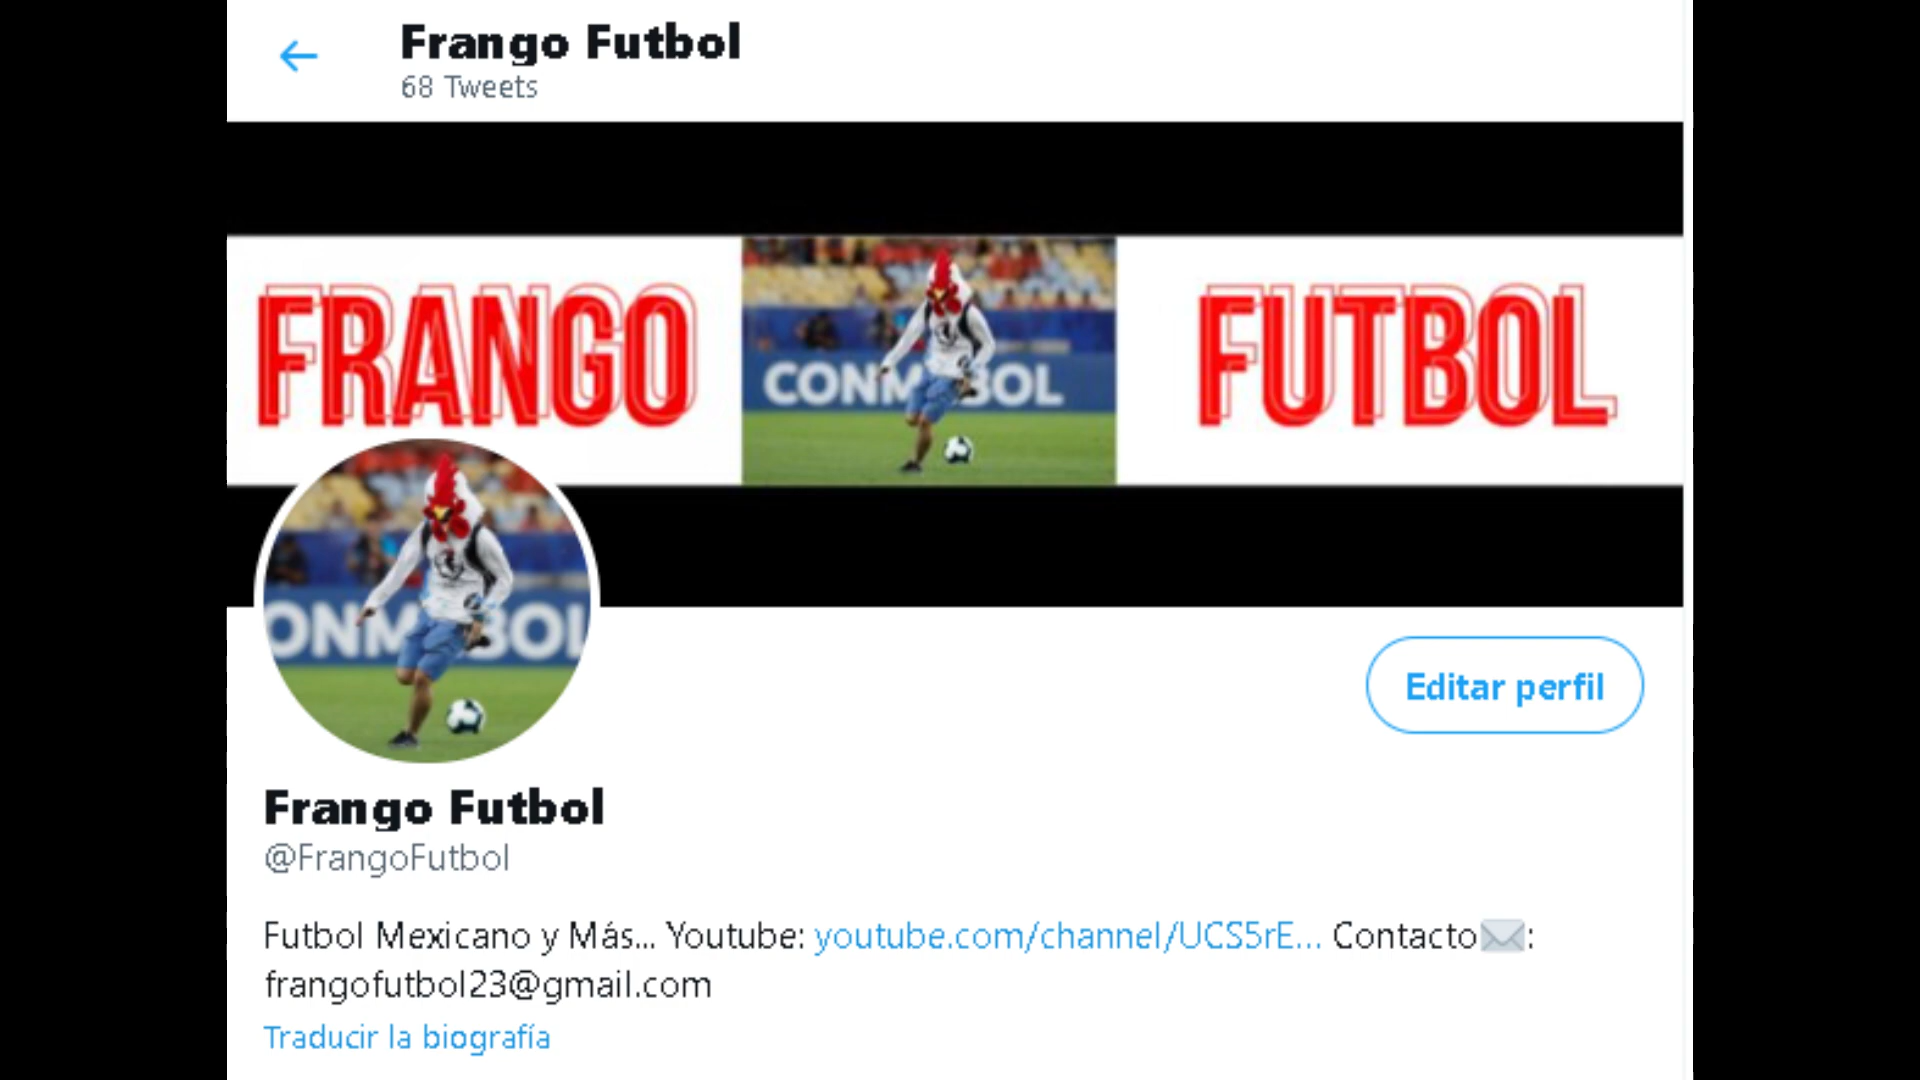 Frango Futbol
68 Tweets
FRANGO
FUTBOL
Editar perfil
Frango Futbol
@FrangoFutbol
Futbol Mexicano y Más... Youtube: youtube.com/channel/UCS5rE... Contacto✉️:
frangofutbol23@gmail.com
Traducir la biografía